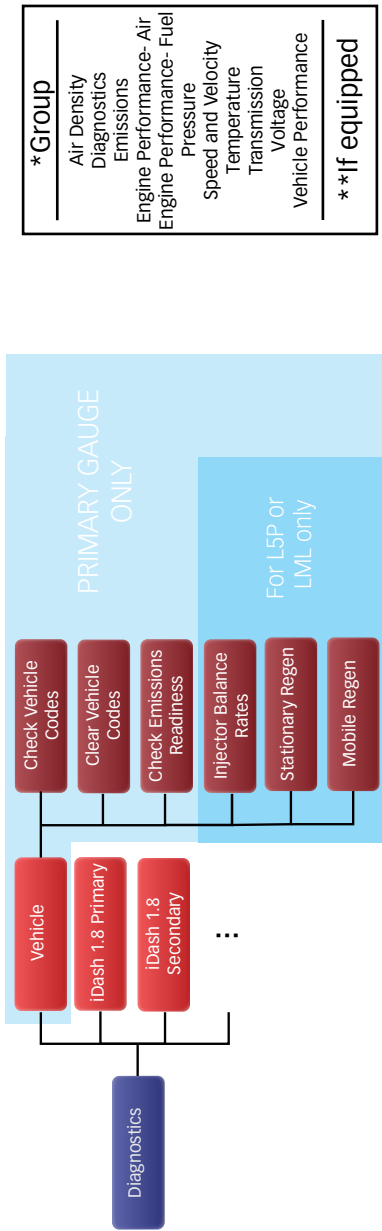 Diagnostics
Vehicle
iDash 1.8 Primary
iDash 1.8
Secondary
...
Check Vehicle
Codes
Clear Vehicle
Codes
Check Emissions
Readiness
Injector Balance
Rates
Stationary Regen
Mobile Regen
PRIMARY GAUGE
ONLY
For L5P or
LML only
*Group
Air Density
Diagnostics
Emissions
Engine Performance- Air
Engine Performance- Fuel
Pressure
Speed and Velocity
Temperature
Transmission
Voltage
Vehicle Performance
**If equipped